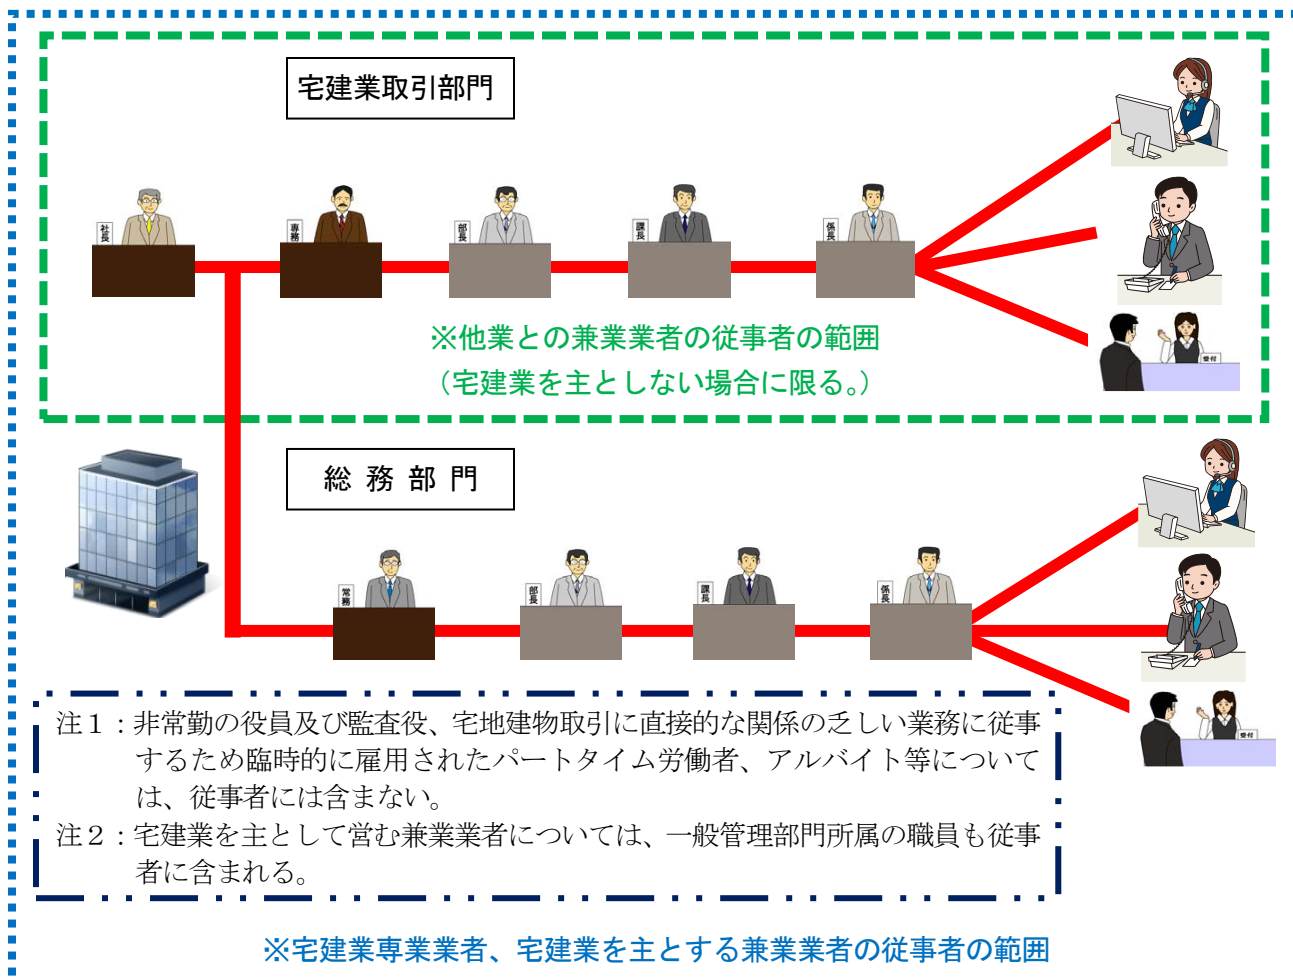 宅建業取引部門
社長
専務
部長
課長
係長
※他業との兼業業者の従事者の範囲
（宅建業を主としない場合に限る。）
受付
総務部門
常務
部長
課長
係長
受付
注１：非常勤の役員及び監査役、宅地建物取引に直接的な関係の乏しい業務に従事
するため臨時的に雇用されたパートタイム労働者、アルバイト等について
は、従事者には含まない。
注２：宅建業を主として営む兼業業者については、一般管理部門所属の職員も従事
者に含まれる。
※宅建業専業業者、宅建業を主とする兼業業者の従事者の範囲